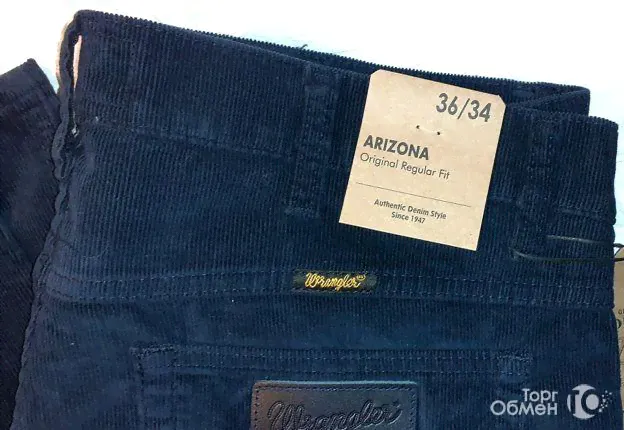 36/34
ARIZONA
Original Regular Fit
Authentic Denim Style
Since 1947
Wrangler
Wrangler
Торг
Обмен